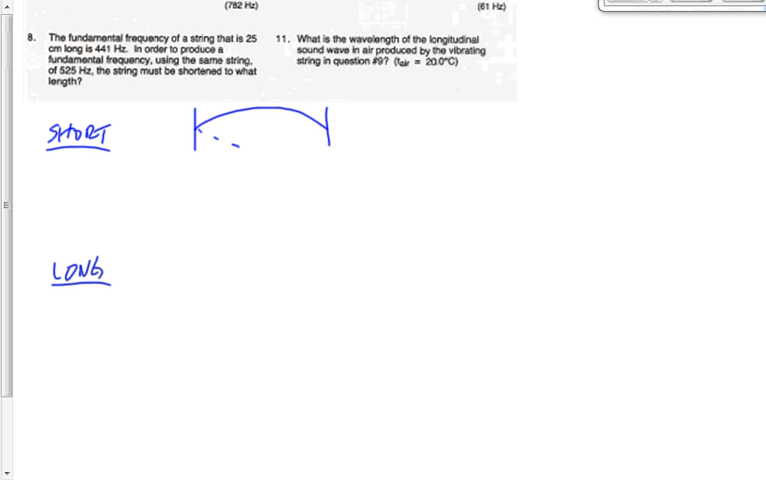 (782 Hz)
(61 Hz)
8. The fundamental frequency of a string that is 25
cm long is 441 Hz. In order to produce a
fundamental frequency, using the same string,
of 525 Hz, the string must be shortened to what
length?
11. What is the wavelength of the longitudinal
sound wave in air produced by the vibrating
string in question #9? (tair = 20.0°C)
SHORT
LONG